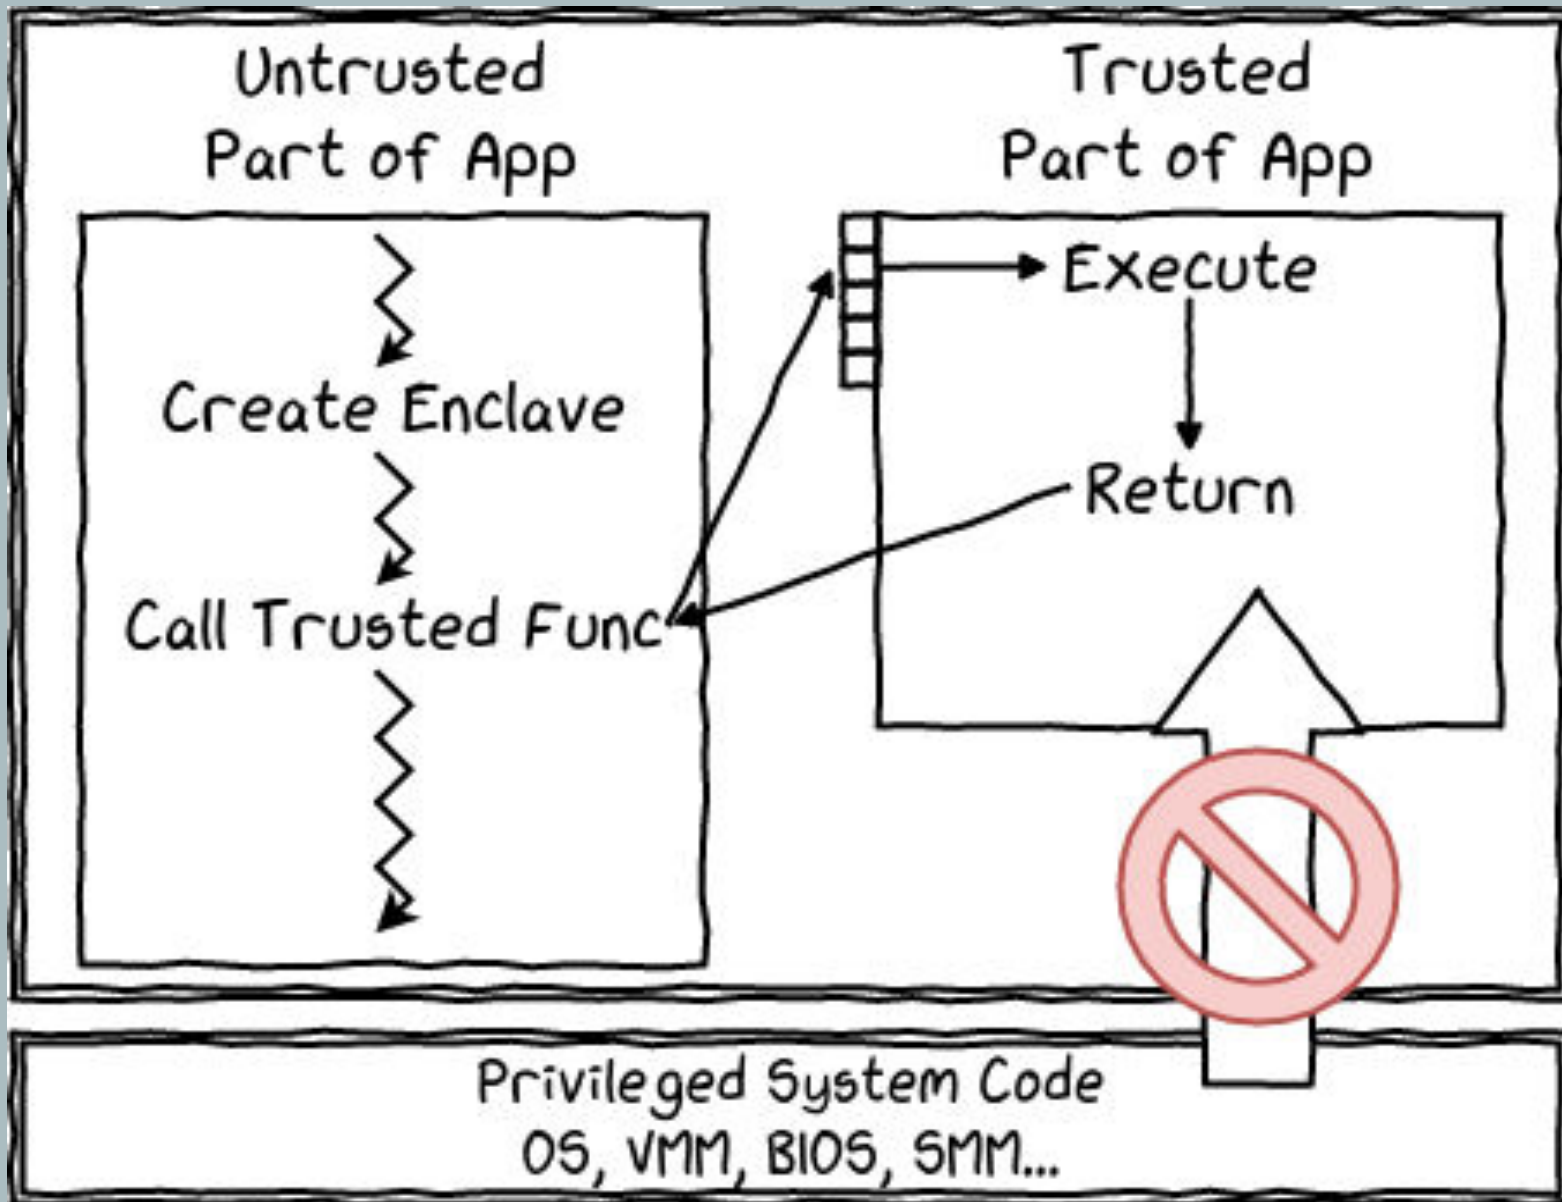 Untrusted
Part of App
Trusted
Part of App
Create Enclave
Call Trusted Func
Execute
Return
Privileged System Code
OS, VMM, BIOS, SMM...